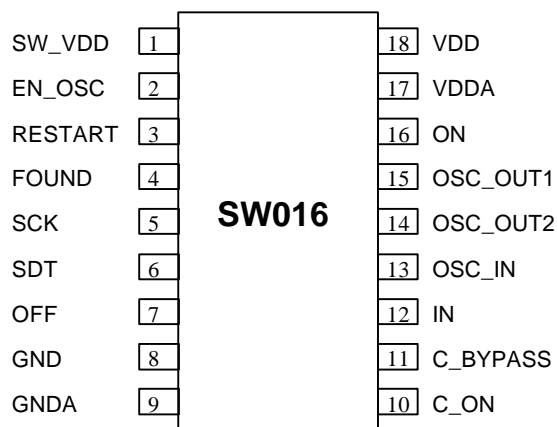 SW_VDD 1 18 VDD
EN_OSC 2 17 VDDA
RESTART 3 16 ON
FOUND 4 15 OSC_OUT1
SW016
SCK 5 14 OSC_OUT2
SDT 6 13 OSC_IN
OFF 7 12 IN
GND 8 11 C_BYPASS
GNDA 9 10 C_ON